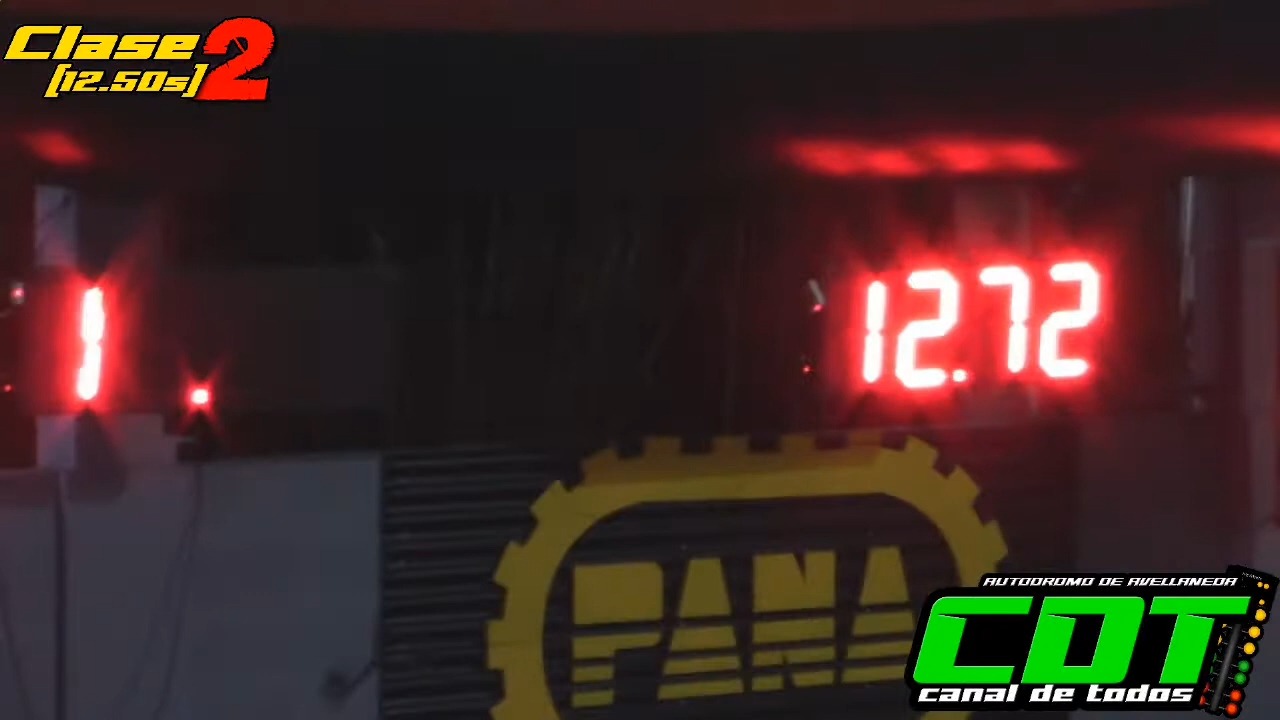 Clase 2
[12.50s]
1 .
12.72
PANA
AUTODROMO DE AVELLANEDA
CDT
canal de todos